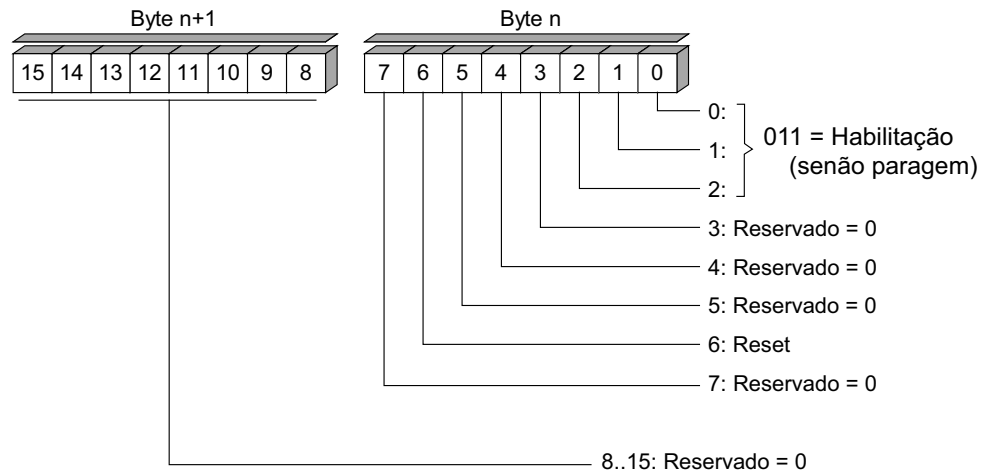 Byte n+1
Byte n
15 14 13 12 11 10 9 8
7 6 5 4 3 2 1 0
0:
1:
2:
011 = Habilitação
(senão paragem)
3: Reservado = 0
4: Reservado = 0
5: Reservado = 0
6: Reset
7: Reservado = 0
8..15: Reservado = 0